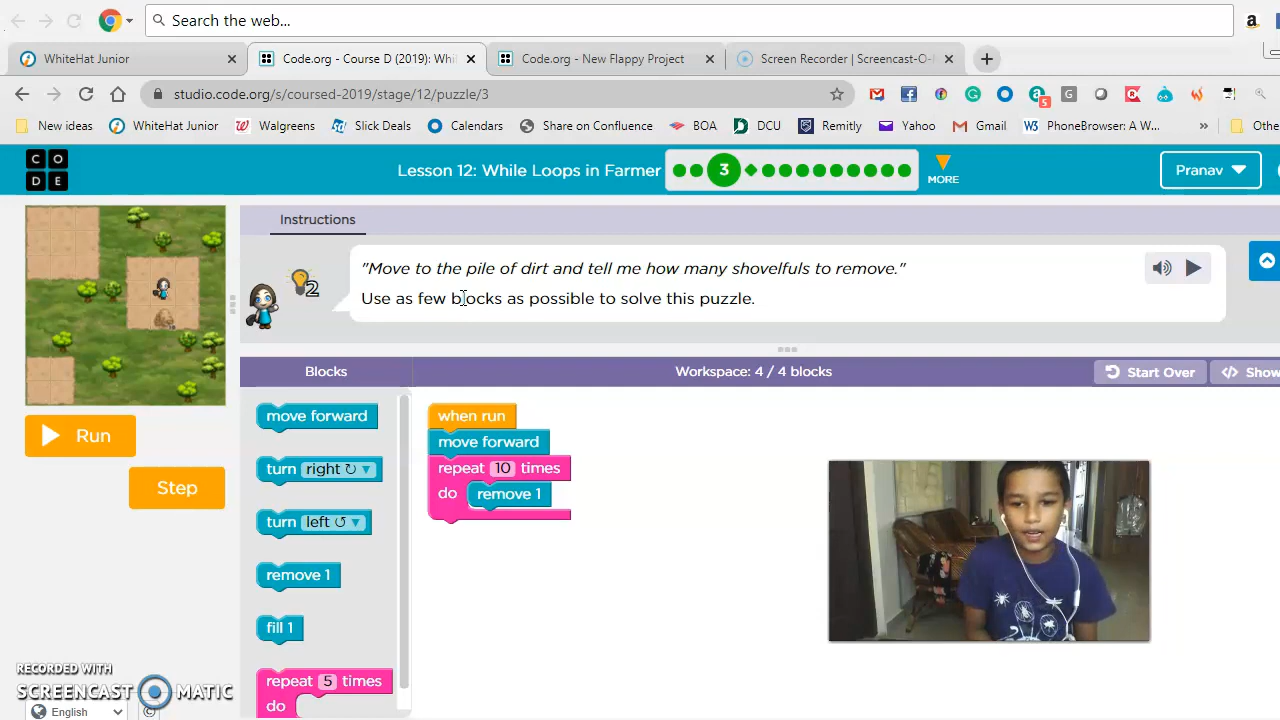 Search the web...
WhiteHat Junior
Code.org - Course D (2019): Whi
Code.org - New Flappy Project
Screen Recorder | Screencast-O-
studio.code.org/s/coursed-2019/stage/12/puzzle/3
New ideas
WhiteHat Junior
Walgreens
Slick Deals
Calendars
Share on Confluence
BOA
DCU
Remitly
Yahoo
Gmail
PhoneBrowser: A W...
Othe
C O
D E
Lesson 12: While Loops in Farmer
3
MORE
Pranav
Instructions
2
"Move to the pile of dirt and tell me how many shovelfuls to remove."
Use as few blocks as possible to solve this puzzle.
Blocks
Workspace: 4 / 4 blocks
Start Over
Show
Run
Step
move forward
turn right
turn left
remove 1
fill 1
repeat 5 times
do
when run
move forward
repeat 10 times
do remove 1
RECORDED WITH
SCREENCAST MATIC
English